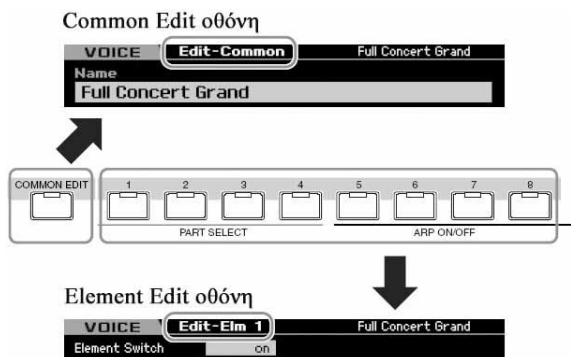 Common Edit οθόνη
VOICE Edit-Common Full Concert Grand
Name
Full Concert Grand
COMMON EDIT 1 2 3 4 5 6 7 8
PART SELECT ARP ON/OFF
Element Edit οθόνη
VOICE Edit-Elm 1 Full Concert Grand
Element Switch on